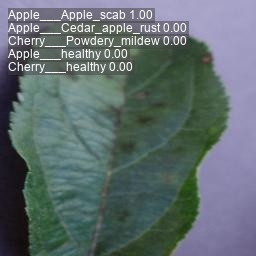 Apple___Apple_scab 1.00
Apple___Cedar_apple_rust 0.00
Cherry___Powdery_mildew 0.00
Apple___healthy 0.00
Cherry___healthy 0.00